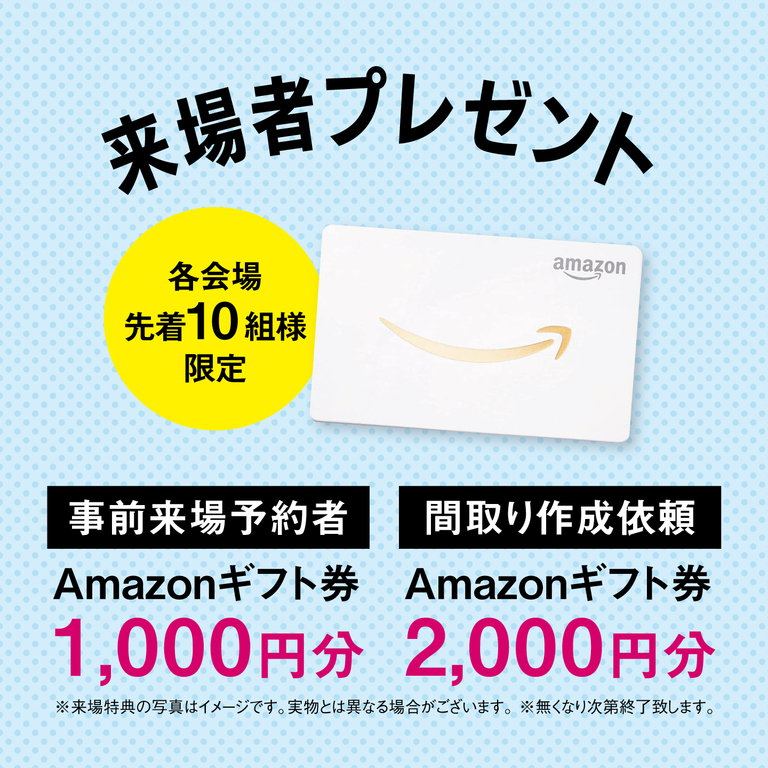 来場者プレゼント
各会場
先着10組様
限定
amazon
事前来場予約者
Amazonギフト券
1,000円分
間取り作成依頼
Amazonギフト券
2,000円分
※来場特典の写真はイメージです。実物とは異なる場合がございます。 ※無くなり次第終了致します。